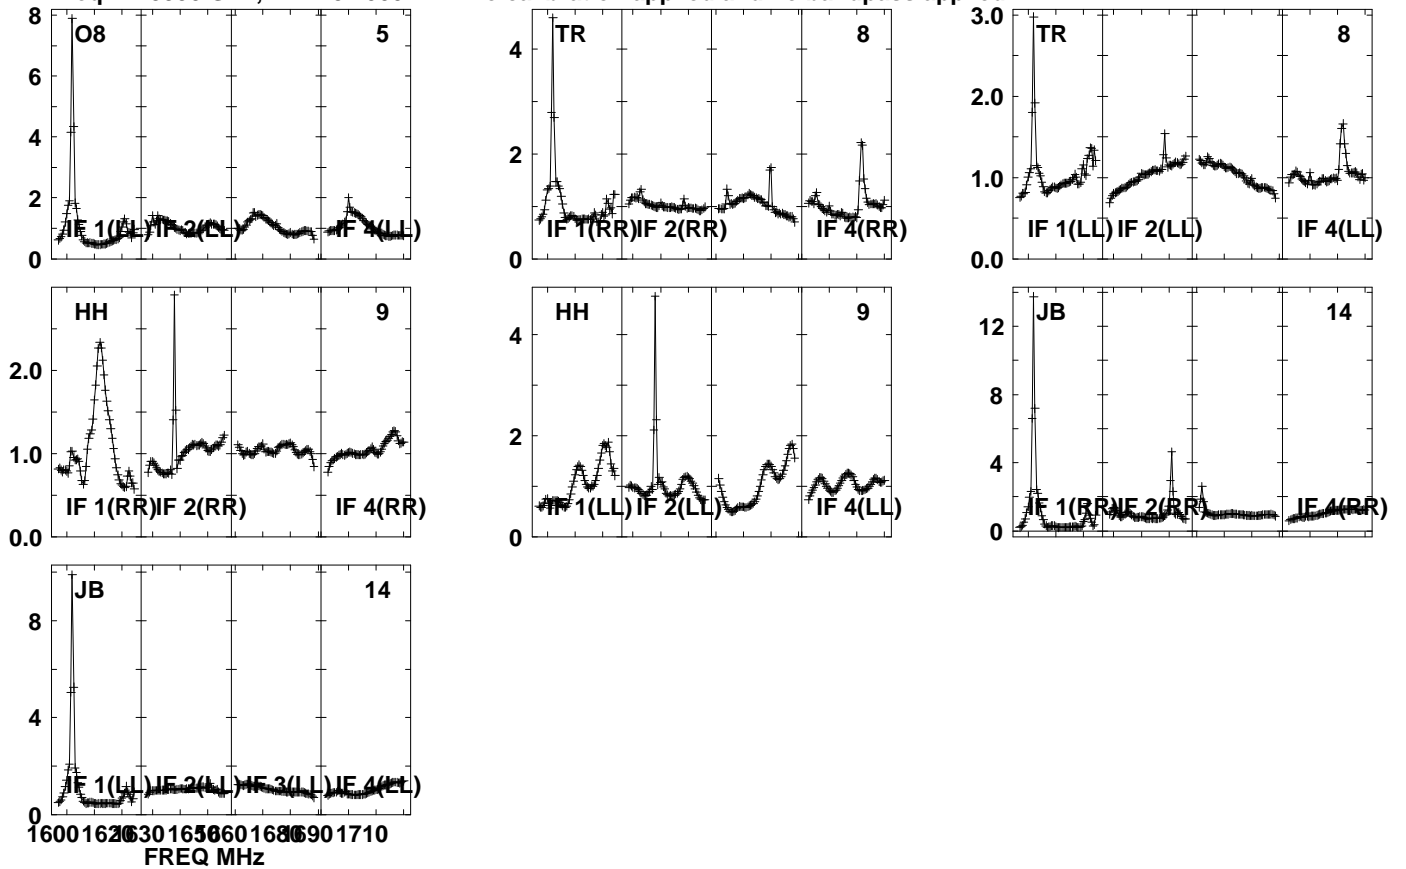 O8 5 TR 8 TR 8
8 6 4 2 0
4 2 0
3.0 2.0 1.0 0.0
IF 1(LL) IF 2(LL) IF 4(LL) IF 1(RR) IF 2(RR) IF 4(RR) IF 1(LL) IF 2(LL) IF 4(LL)
HH 9 HH 9 JB 14
2.0 1.0 0.0
4 2 0
12 8 4 0
IF 1(RR) IF 2(RR) IF 4(RR) IF 1(LL) IF 2(LL) IF 4(LL) IF 1(RR) IF 2(RR) IF 4(RR)
JB 14
8 4 0
IF 1(LL) IF 2(LL) IF 3(LL) IF 4(LL)
1600 1620 1630 1650 1660 1680 1690 1710
FREQ MHz